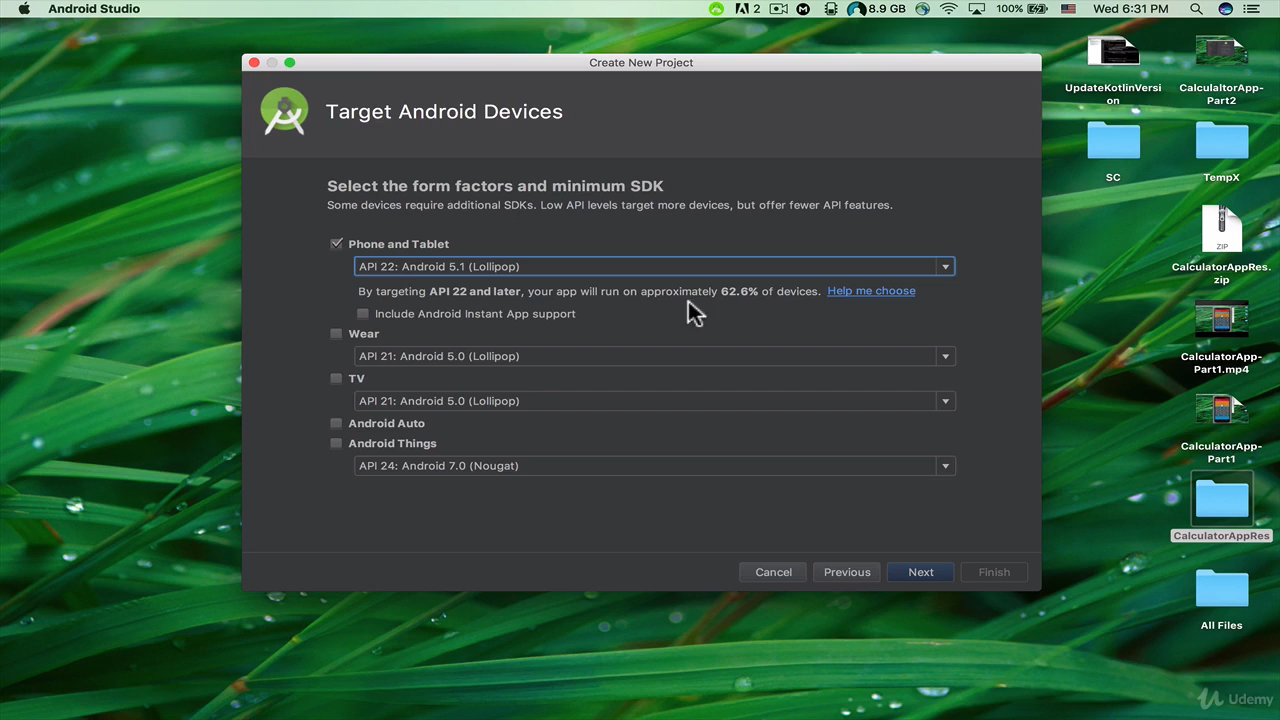 Android Studio
2
8.9 GB
100%
Wed 6:31 PM
Create New Project
Target Android Devices
Select the form factors and minimum SDK
Some devices require additional SDKs. Low API levels target more devices, but offer fewer API features.
Phone and Tablet
API 22: Android 5.1 (Lollipop)
By targeting API 22 and later, your app will run on approximately 62.6% of devices. Help me choose
Include Android Instant App support
Wear
API 21: Android 5.0 (Lollipop)
TV
API 21: Android 5.0 (Lollipop)
Android Auto
Android Things
API 24: Android 7.0 (Nougat)
Cancel
Previous
Next
Finish
UpdateKotlinVersi
on
CalculaltorApp-
Part2
SC
TempX
ZIP
CalculatorAppRes.
zip
CalculatorApp-
Part1.mp4
CalculatorApp-
Part1
CalculatorAppRes
All Files
Udemy